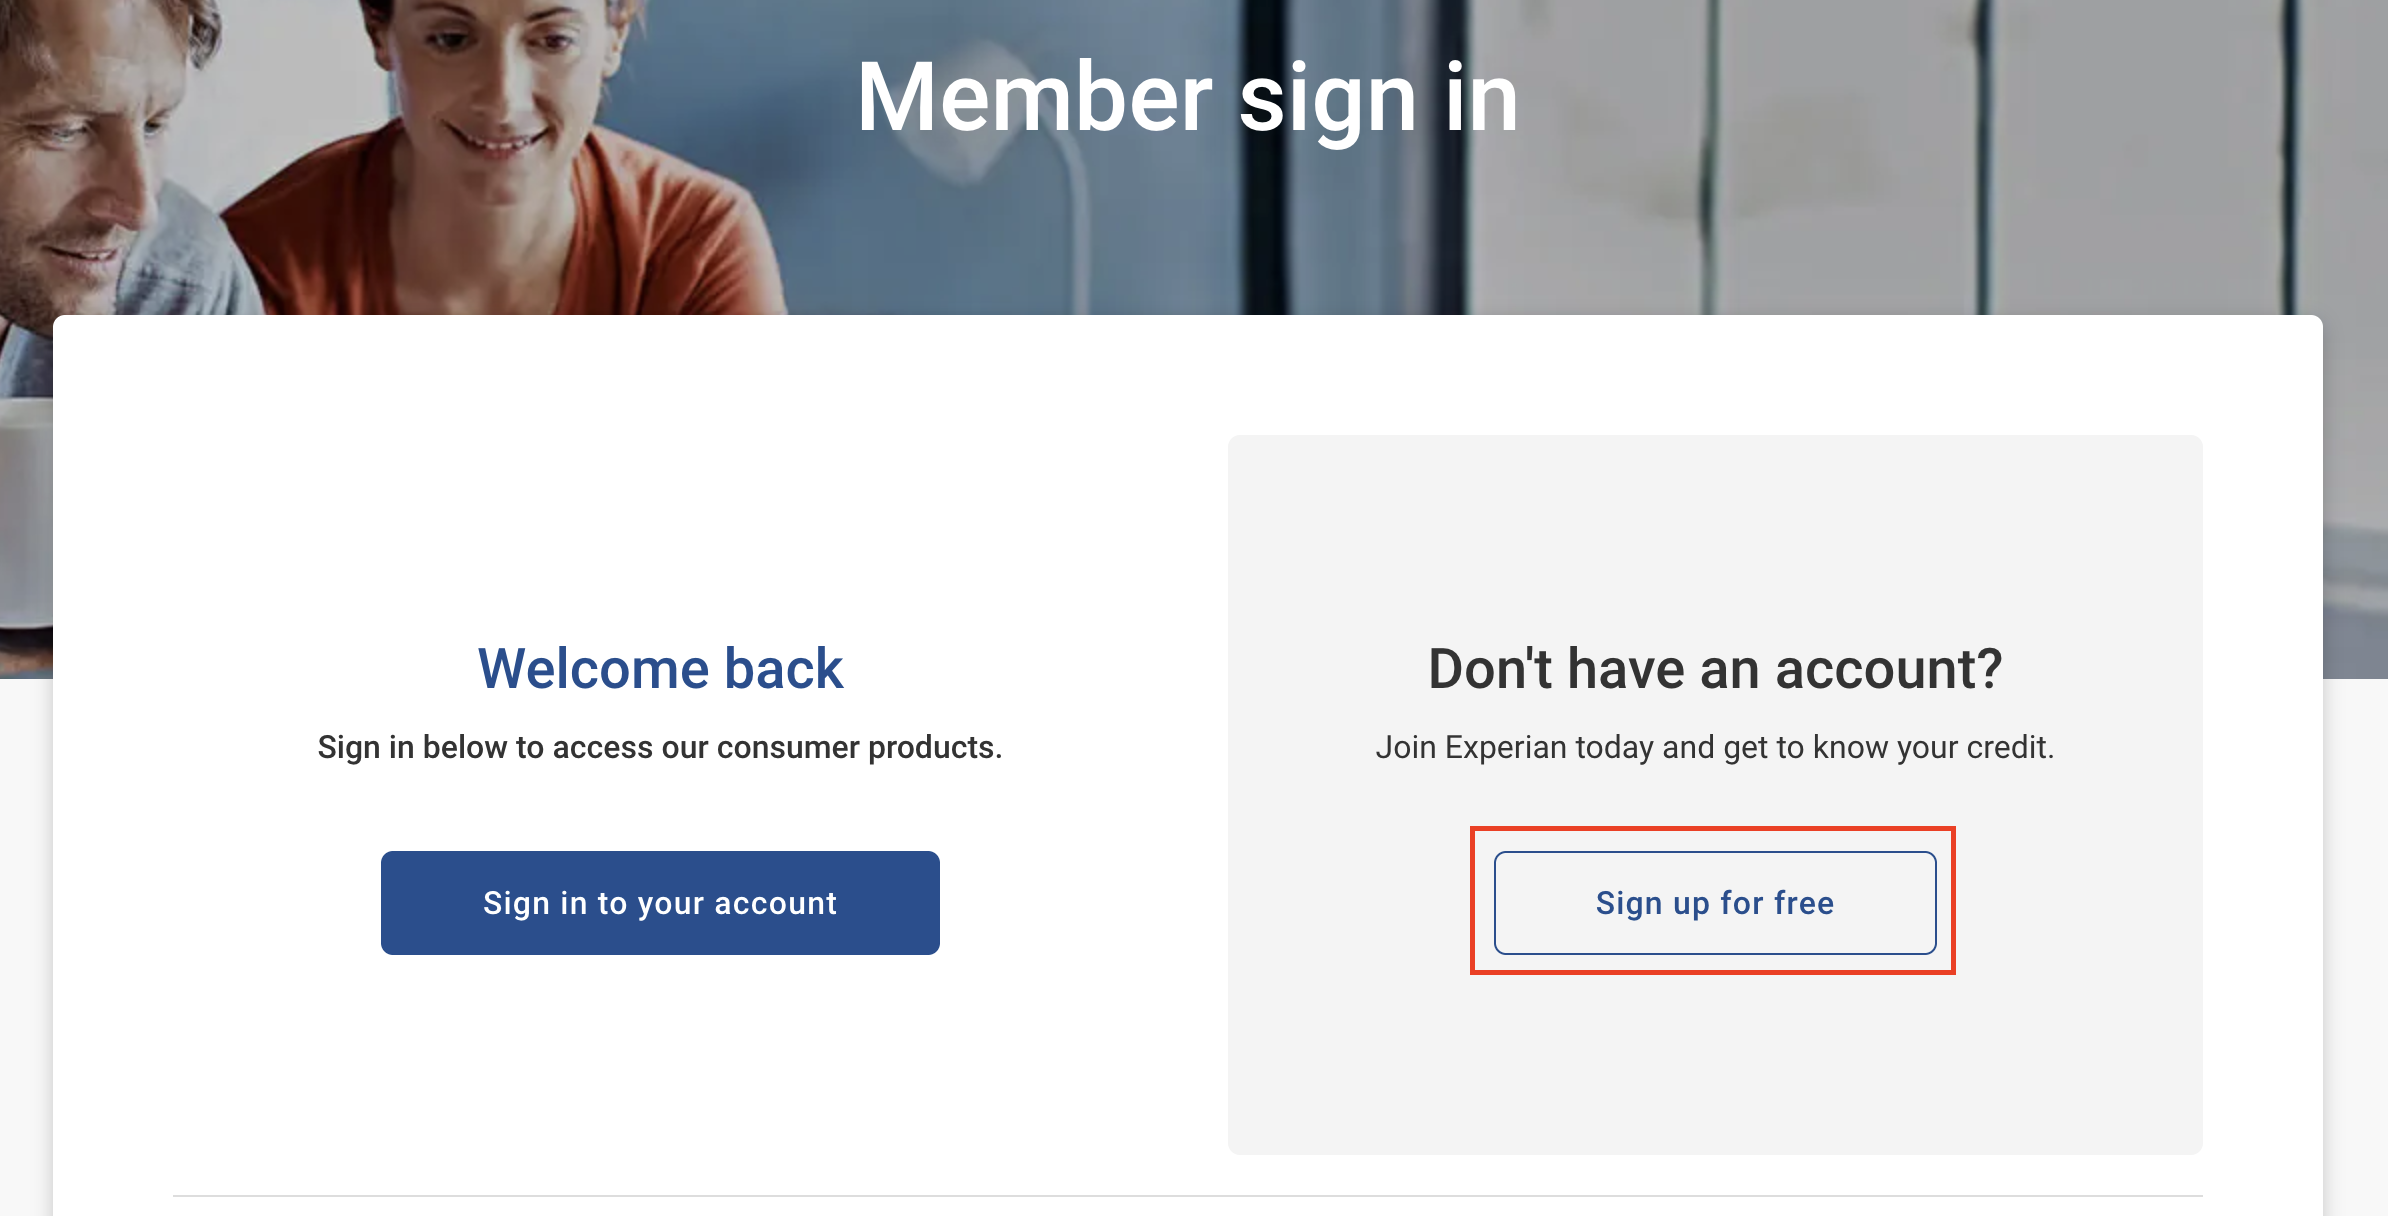 Member sign in
Welcome back
Sign in below to access our consumer products.
Sign in to your account
Don't have an account?
Join Experian today and get to know your credit.
Sign up for free